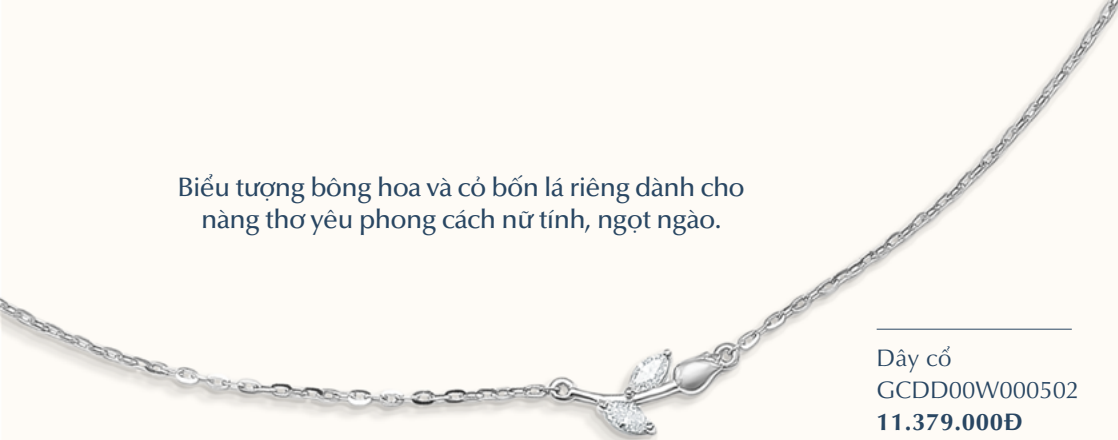 Biểu tượng bông hoa và cỏ bốn lá riêng dành cho
nàng thơ yêu phong cách nữ tính, ngọt ngào.
Dây cổ
GCDD00W000502
11.379.000Đ